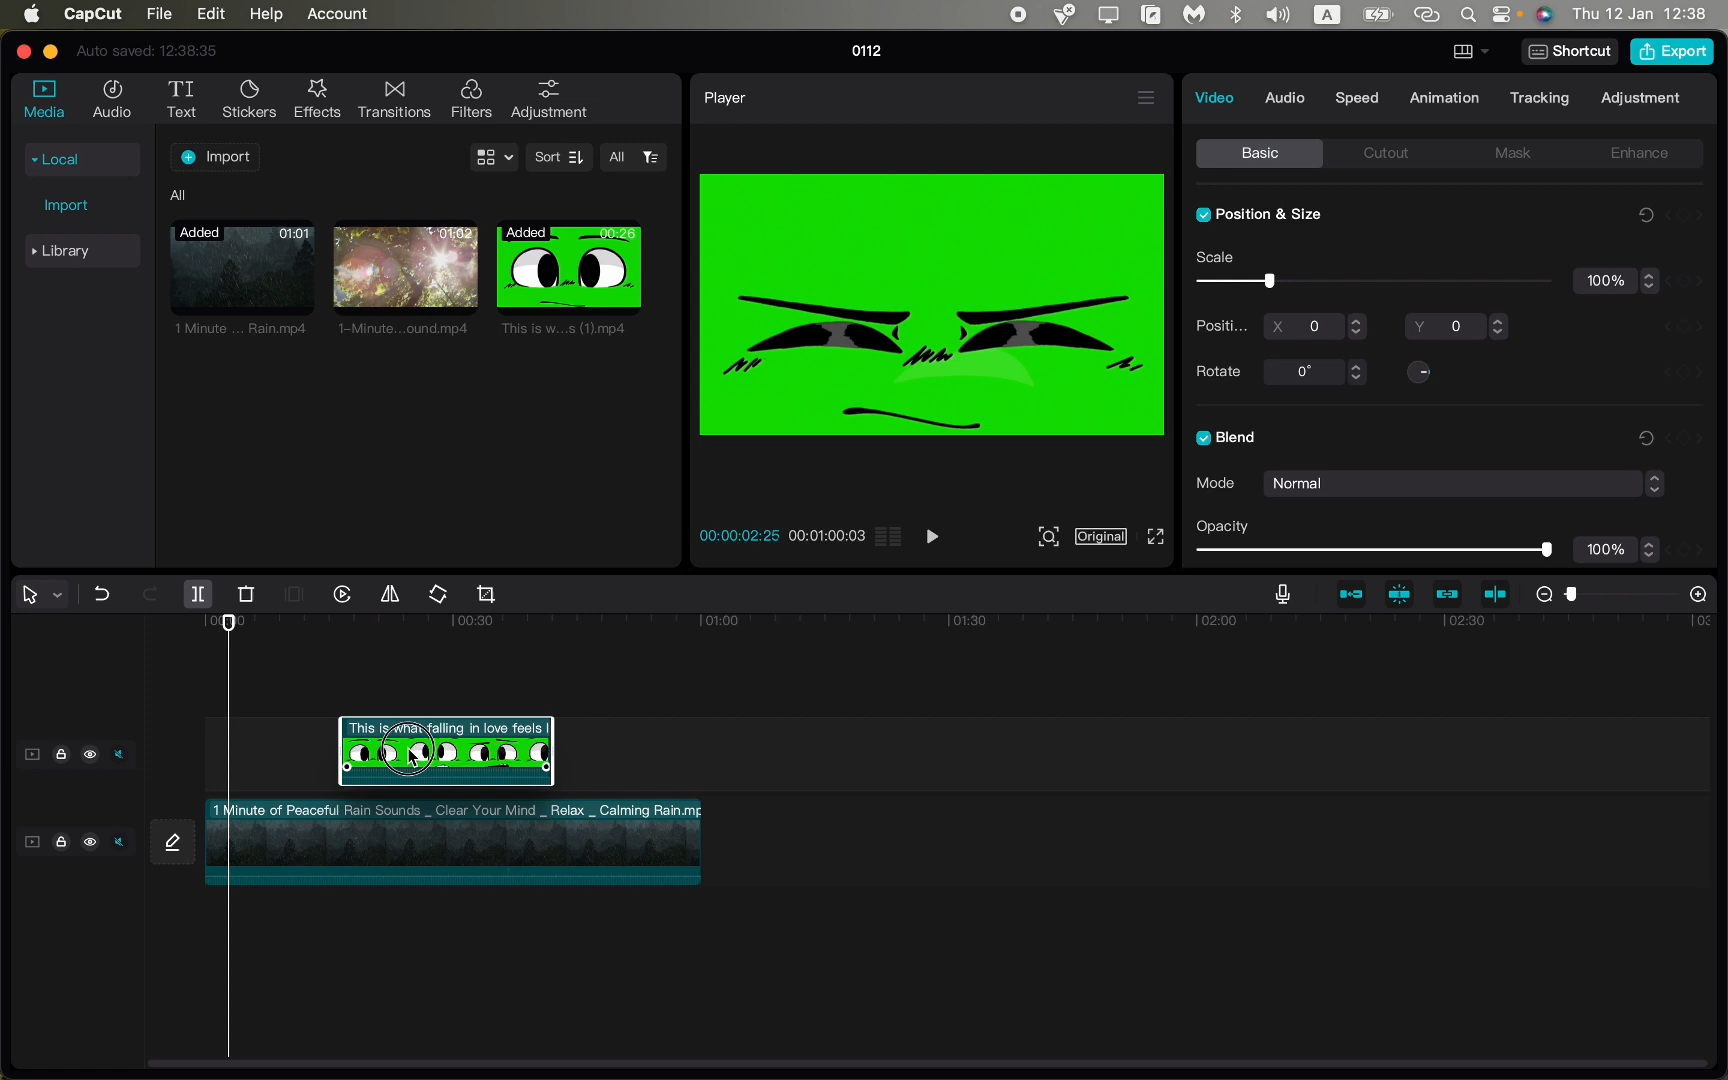 CapCut File Edit Help Account A Thu 12 Jan 12:38
Auto saved: 12:38:35 0112 Shortcut Export
Media Audio Text Stickers Effects Transitions Filters Adjustment
Local
Import
Library
Import Sort All
All
Added 01:01 01:02 Added 00:26
1 Minute ... Rain.mp4 1-Minute...ound.mp4 This is w...s (1).mp4
Player
00:00:02:25 00:01:00:03 Original
Video Audio Speed Animation Tracking Adjustment
Basic Cutout Mask Enhance
Position & Size
Scale
100%
Positi... X 0 Y 0
Rotate 0°
Blend
Mode Normal
Opacity
100%
00:30 01:00 01:30 02:00 02:30
This is what falling in love feels l
1 Minute of Peaceful Rain Sounds _ Clear Your Mind _ Relax _ Calming Rain.mp